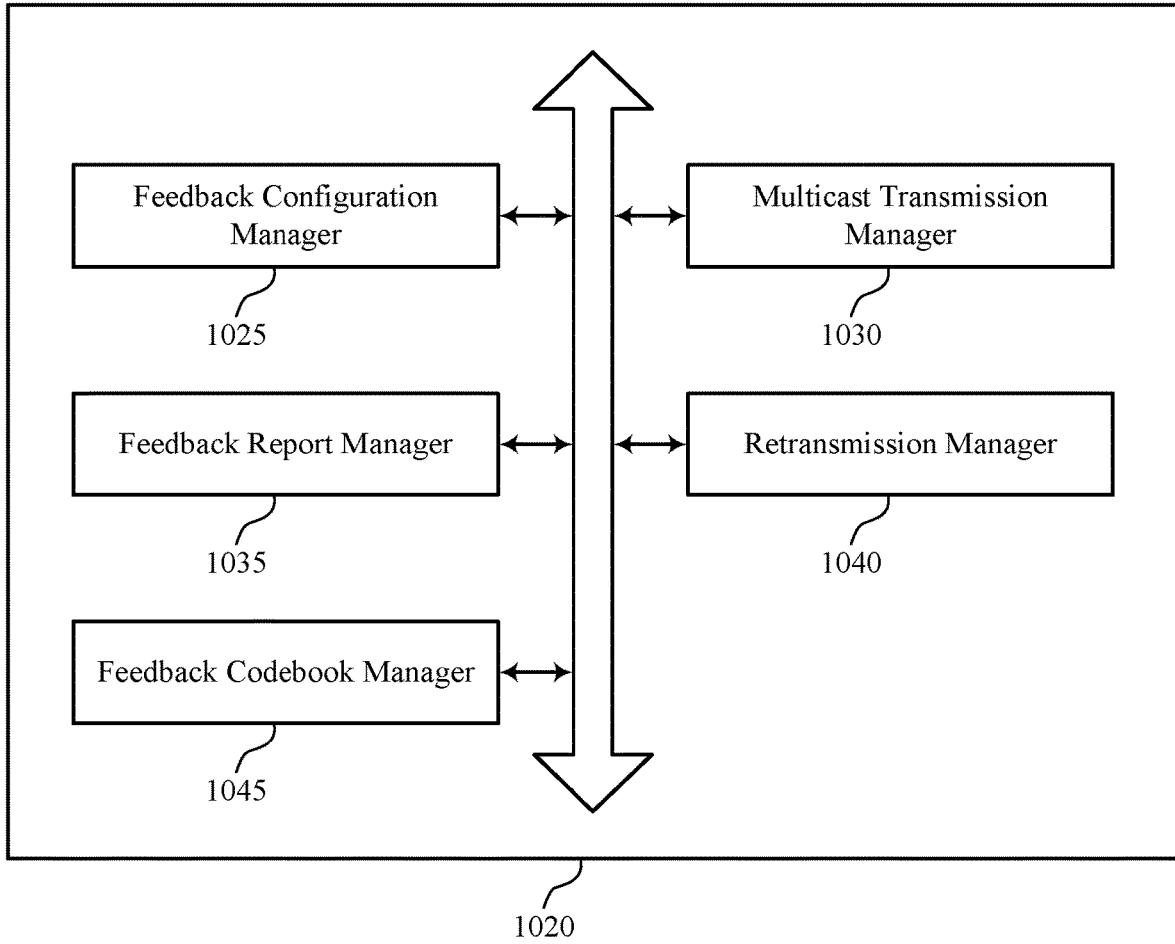 Feedback Configuration
Manager
1025
Multicast Transmission
Manager
1030
Feedback Report Manager
1035
Retransmission Manager
1040
Feedback Codebook Manager
1045
1020